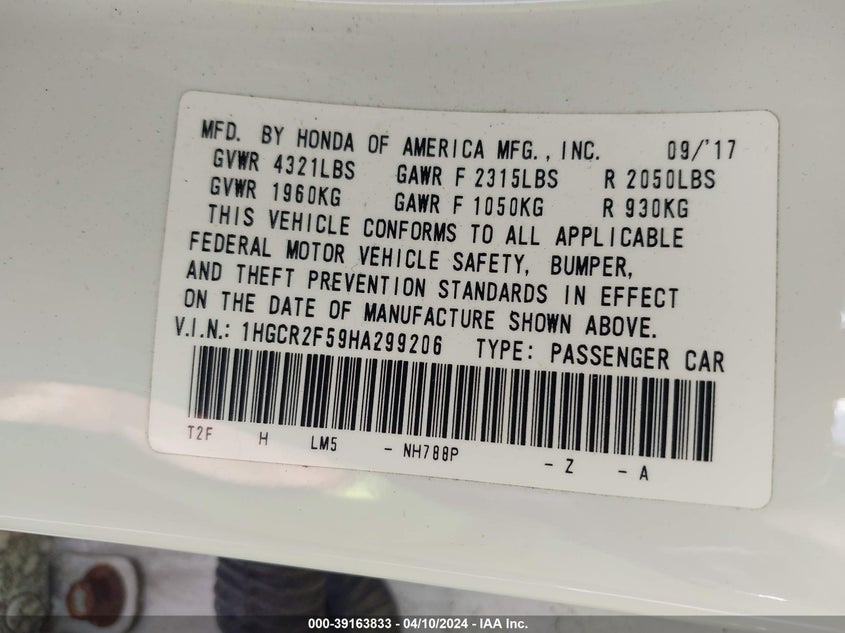 MFD. BY HONDA OF AMERICA MFG., INC. 09/'17
GVWR 4321LBS GAWR F 2315LBS R 2050LBS
GVWR 1960KG GAWR F 1050KG R 930KG
THIS VEHICLE CONFORMS TO ALL APPLICABLE
FEDERAL MOTOR VEHICLE SAFETY, BUMPER,
AND THEFT PREVENTION STANDARDS IN EFFECT
ON THE DATE OF MANUFACTURE SHOWN ABOVE.
V.I.N.: 1HGCR2F59HA299206 TYPE: PASSENGER CAR
T2F H LM5 - NH788P - Z - A
000-39163833 - 04/10/2024 - IAA Inc.